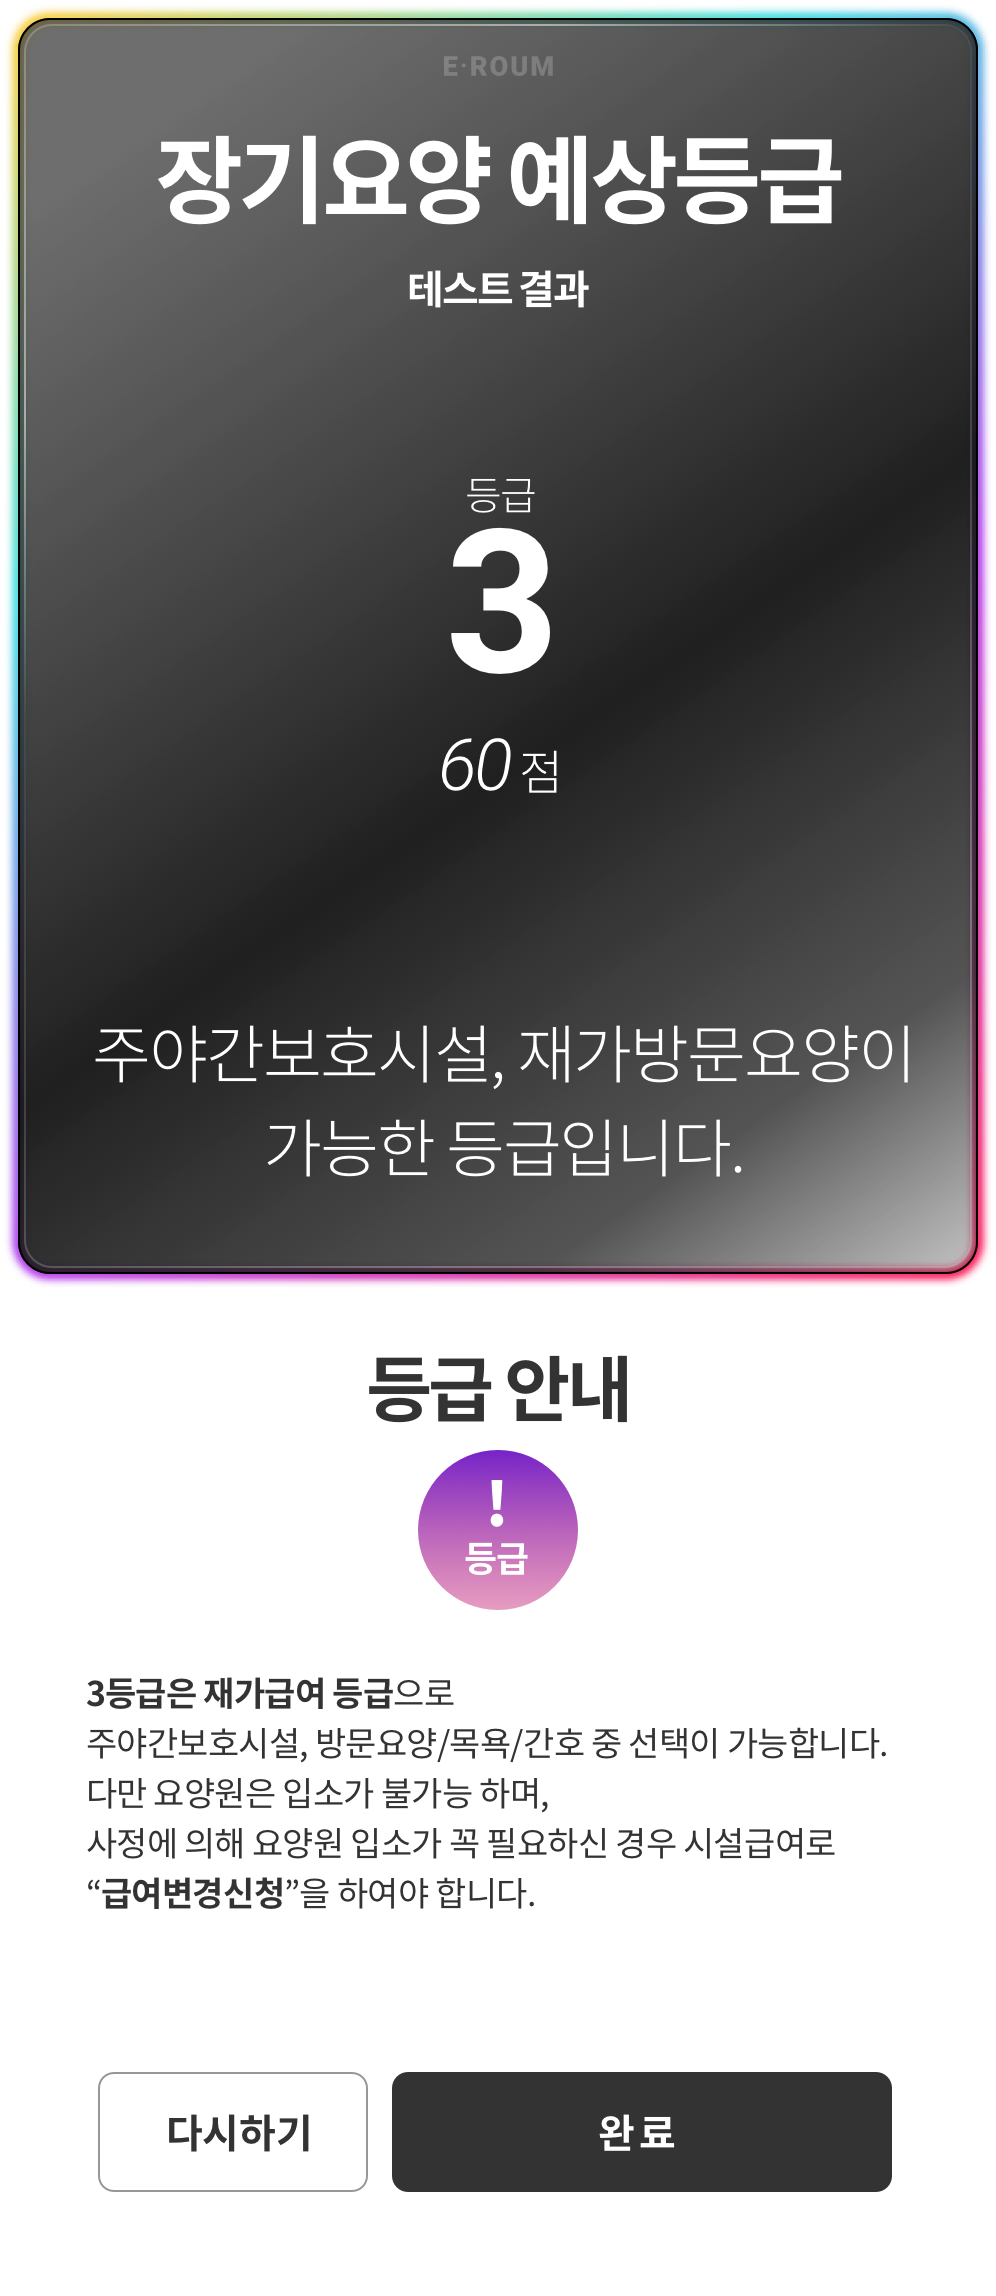 E·ROUM
장기요양 예상등급
테스트 결과
등급
3
60 점
주야간보호시설, 재가방문요양이
가능한 등급입니다.
등급 안내
!
등급
3등급은 재가급여 등급으로
주야간보호시설, 방문요양/목욕/간호 중 선택이 가능합니다.
다만 요양원은 입소가 불가능 하며,
사정에 의해 요양원 입소가 꼭 필요하신 경우 시설급여로
“급여변경신청”을 하여야 합니다.
다시하기
완료